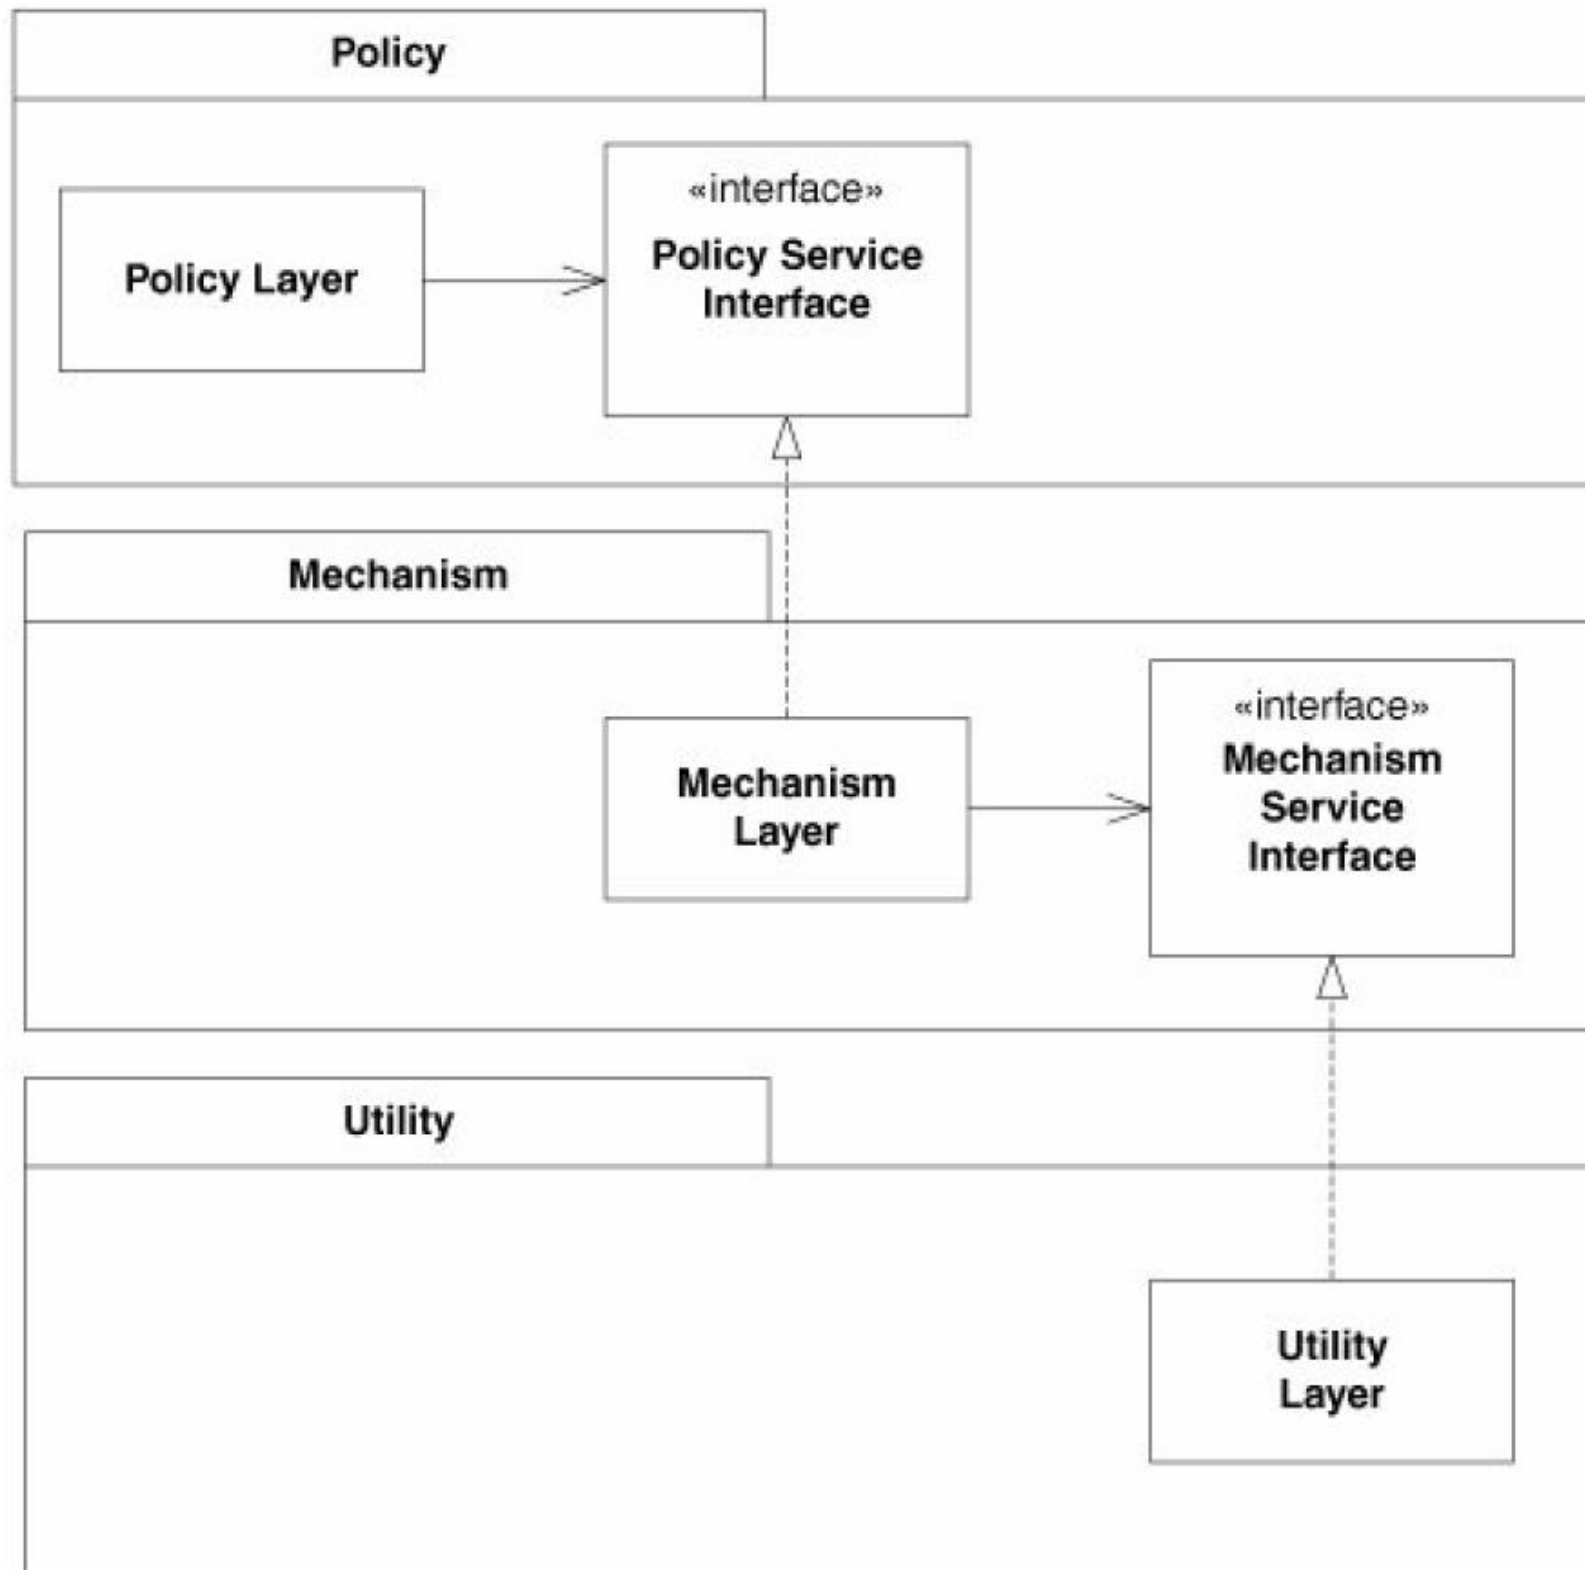 Policy
«interface»
Policy Layer
Policy Service
Interface
Mechanism
«interface»
Mechanism
Layer
Mechanism
Service
Interface
Utility
Utility
Layer